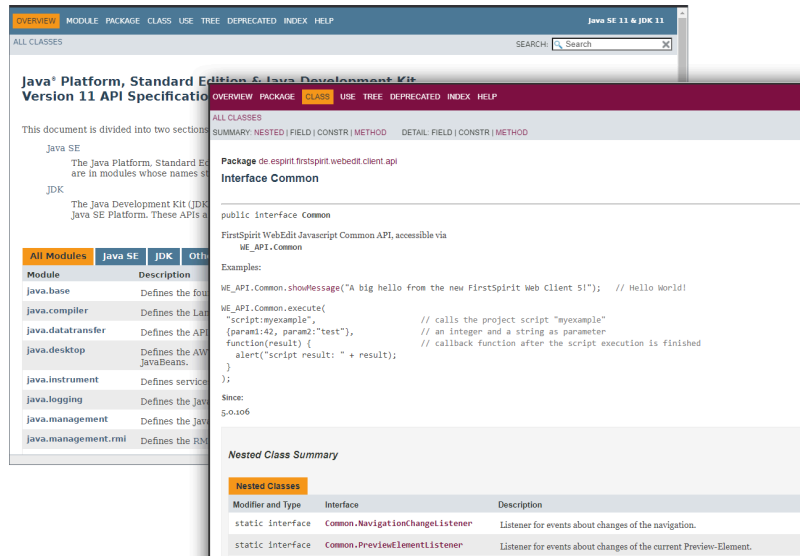 OVERVIEW MODULE PACKAGE CLASS USE TREE DEPRECATED INDEX HELP Java SE 11 & JDK 11
ALL CLASSES SEARCH: Search
Java® Platform, Standard Edition & Java Development Kit
Version 11 API Specificatio
This document is divided into two sections
Java SE
The Java Platform, Standard Ed
are in modules whose names st
JDK
The Java Development Kit (JDK
Java SE Platform. These APIs a
All Modules Java SE JDK Oth
Module Description
java.base Defines the fou
java.compiler Defines the Lan
java.datatransfer Defines the API
java.desktop Defines the AW
JavaBeans.
java.instrument Defines service
java.logging Defines the Java
java.management Defines the Java
java.management.rmi Defines the RM
OVERVIEW PACKAGE CLASS USE TREE DEPRECATED INDEX HELP
ALL CLASSES
SUMMARY: NESTED | FIELD | CONSTR | METHOD DETAIL: FIELD | CONSTR | METHOD
Package de.espirit.firstspirit.webedit.client.api
Interface Common
public interface Common
FirstSpirit WebEdit Javascript Common API, accessible via
WE_API.Common
Examples:
WE_API.Common.showMessage("A big hello from the new FirstSpirit Web Client 5!"); // Hello World!
WE_API.Common.execute(
"script:myexample", // calls the project script "myexample"
{param1:42, param2:"test"}, // an integer and a string as parameter
function(result) { // callback function after the script execution is finished
alert("script result: " + result);
}
);
Since:
5.0.106
Nested Class Summary
Nested Classes
Modifier and Type Interface Description
static interface Common.NavigationChangeListener Listener for events about changes of the navigation.
static interface Common.PreviewElementListener Listener for events about changes of the current Preview-Element.